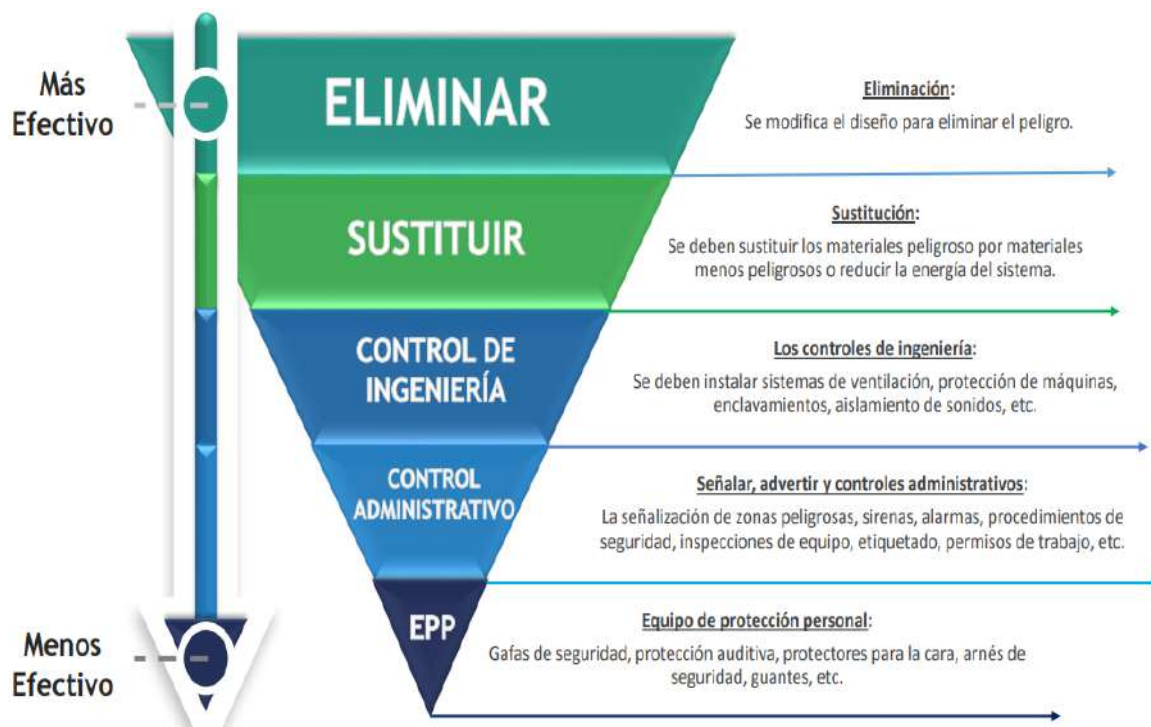 Más
Efectivo
ELIMINAR
Eliminación:
Se modifica el diseño para eliminar el peligro.
SUSTITUIR
Sustitución:
Se deben sustituir los materiales peligroso por materiales
menos peligrosos o reducir la energía del sistema.
CONTROL DE
INGENIERÍA
Los controles de ingeniería:
Se deben instalar sistemas de ventilación, protección de máquinas,
enclavamientos, aislamiento de sonidos, etc.
CONTROL
ADMINISTRATIVO
Señalar, advertir y controles administrativos:
La señalización de zonas peligrosas, sirenas, alarmas, procedimientos de
seguridad, inspecciones de equipo, etiquetado, permisos de trabajo, etc.
Menos
Efectivo
EPP
Equipo de protección personal:
Gafas de seguridad, protección auditiva, protectores para la cara, arnés de
seguridad, guantes, etc.